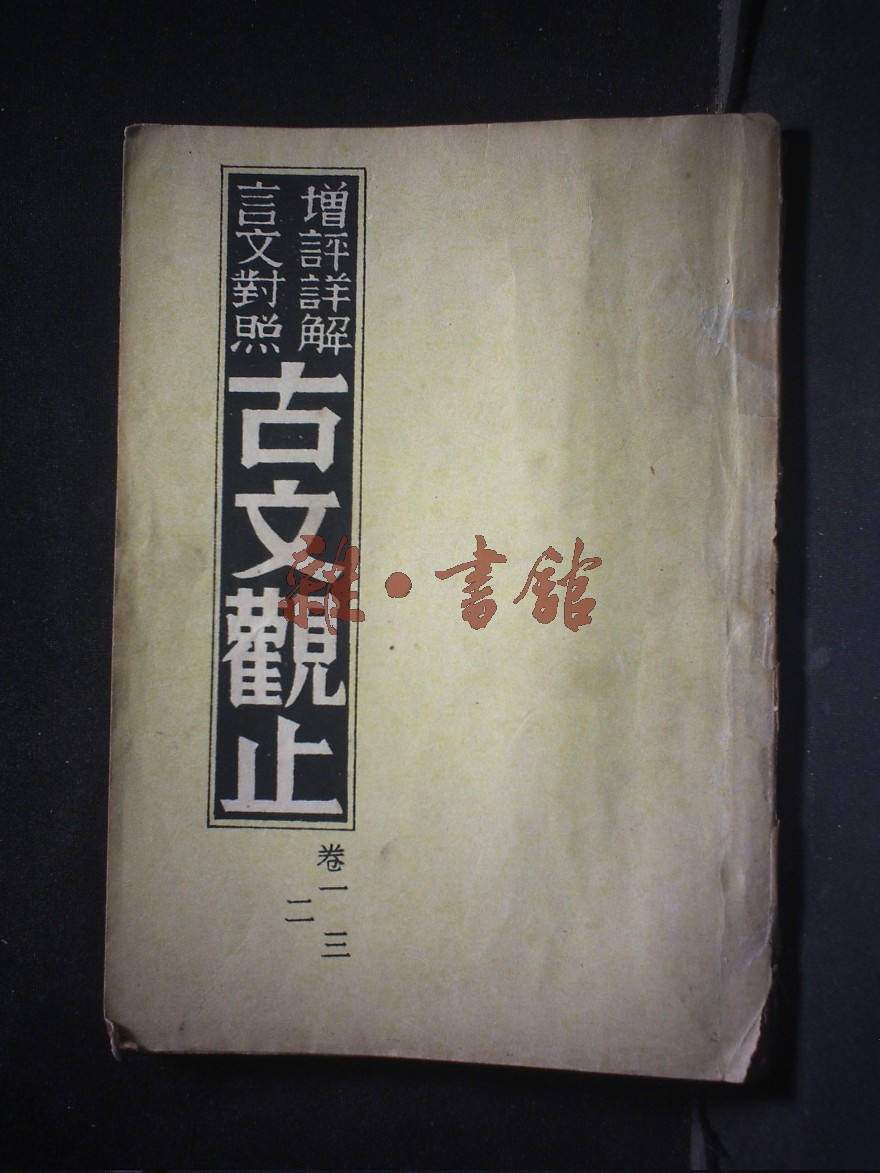 增評詳解
言文對照
古文觀止
卷一二三
雜·書館